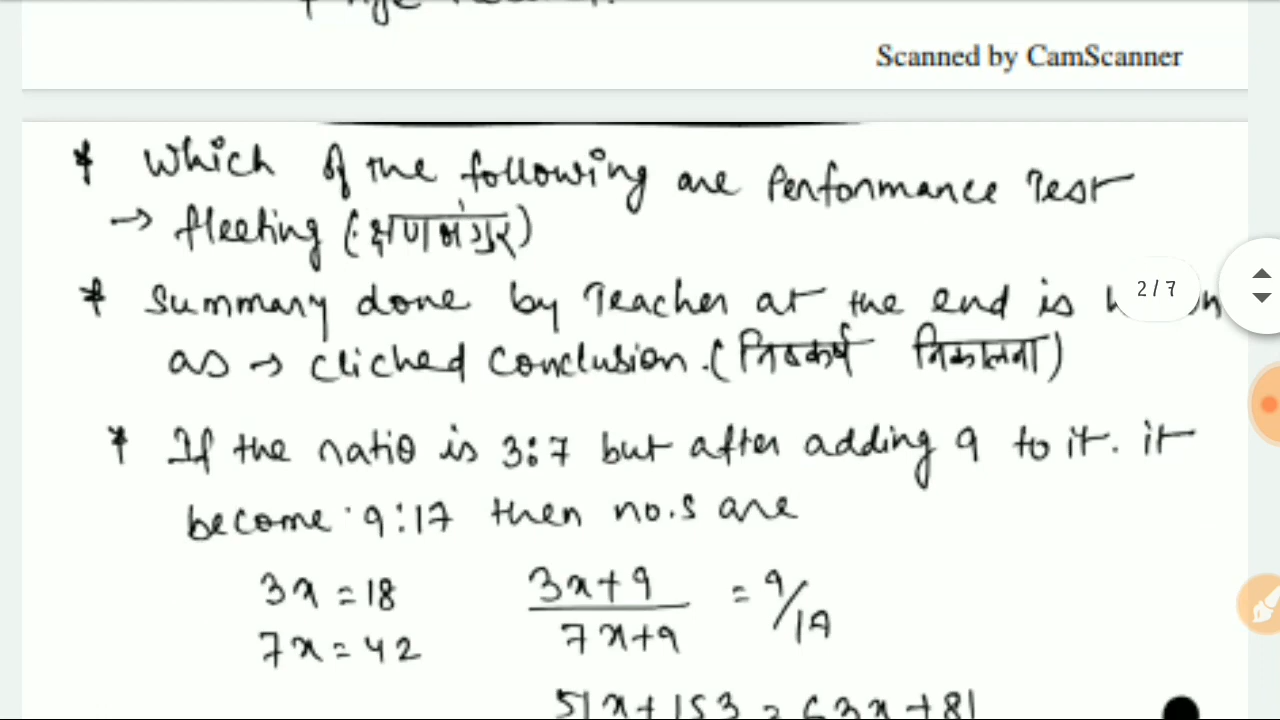 Scanned by CamScanner
* Which of the following are Performance Test
→ fleeting (क्षणभंगुर)
2/7
* Summary done by Teacher at the end is
as → cliched conclusion. (निष्कर्ष निकालना)
* If the ratio is 3:7 but after adding 9 to it. it
become 9:17 then no.s are
3x = 18 3x+9 = 9/17
7x = 42 7x+9
51x+153 = 63x+81